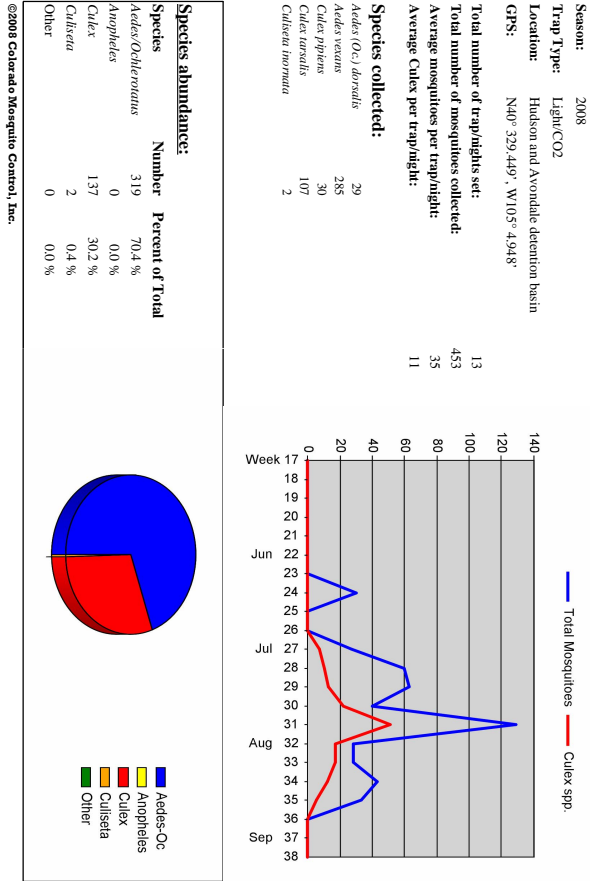 Season: 2008
Trap Type: Light/CO2
Location: Hudson and Avondale detention basin
GPS: N40° 329.449', W105° 4.948'
Total number of trap/nights set: 13
Total number of mosquitoes collected: 453
Average mosquitoes per trap/night: 35
Average Culex per trap/night: 11
Species collected:
Aedes (Oc.) dorsalis 29
Aedes vexans 285
Culex pipiens 30
Culex tarsalis 107
Culiseta inornata 2
Total Mosquitoes Culex spp.
140
120
100
80
60
40
20
0
Week 17
18
19
20
21
Jun 22
23
24
25
26
Jul 27
28
29
30
31
Aug 32
33
34
35
36
Sep 37
38
Species abundance:
Species Number Percent of Total
Aedes/Ochlerotatus 319 70.4 %
Anopheles 0 0.0 %
Culex 137 30.2 %
Culiseta 2 0.4 %
Other 0 0.0 %
Aedes-Oc
Anopheles
Culex
Culiseta
Other
©2008 Colorado Mosquito Control, Inc.